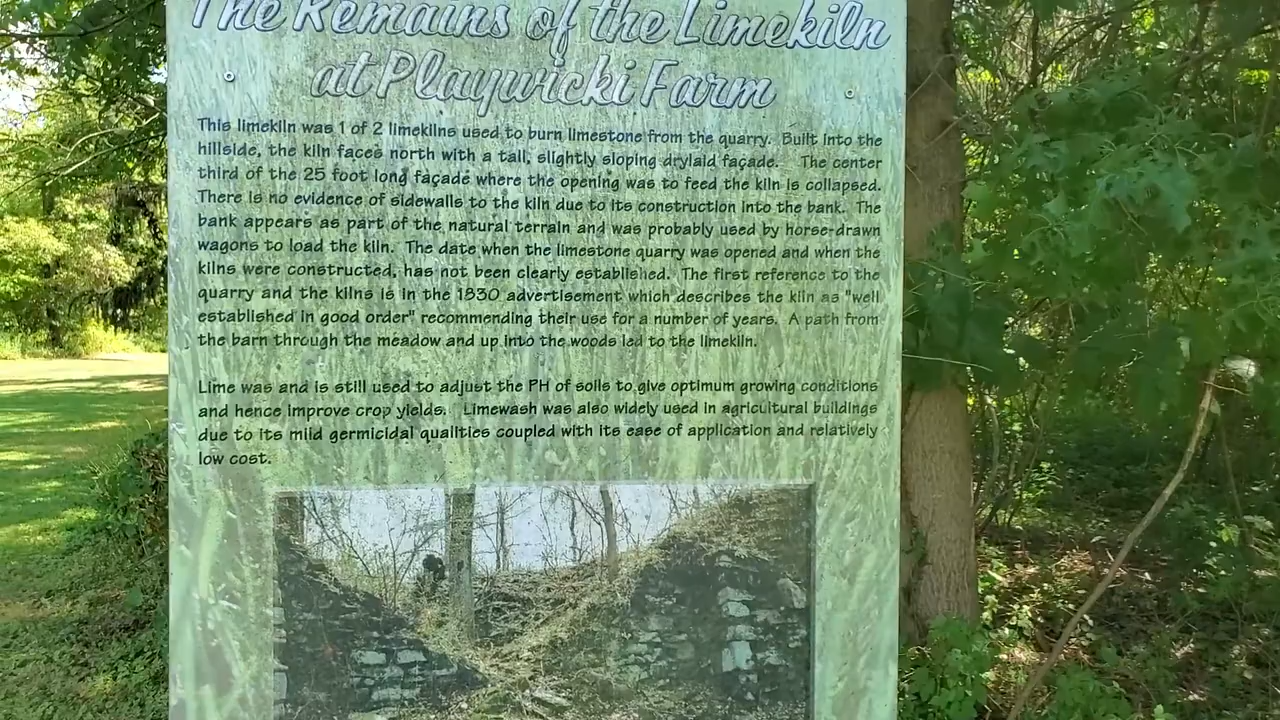 The Remains of the Limekiln
at Playwicki Farm
This limekiln was 1 of 2 limekilns used to burn limestone from the quarry. Built into the
hillside, the kiln faces north with a tall, slightly sloping drylaid façade. The center
third of the 25 foot long façade where the opening was to feed the kiln is collapsed.
There is no evidence of sidewalls to the kiln due to its construction into the bank. The
bank appears as part of the natural terrain and was probably used by horse-drawn
wagons to load the kiln. The date when the limestone quarry was opened and when the
kilns were constructed, has not been clearly established. The first reference to the
quarry and the kilns is in the 1830 advertisement which describes the kiln as "well
established in good order" recommending their use for a number of years. A path from
the barn through the meadow and up into the woods led to the limekiln.
Lime was and is still used to adjust the PH of soils to give optimum growing conditions
and hence improve crop yields. Limewash was also widely used in agricultural buildings
due to its mild germicidal qualities coupled with its ease of application and relatively
low cost.